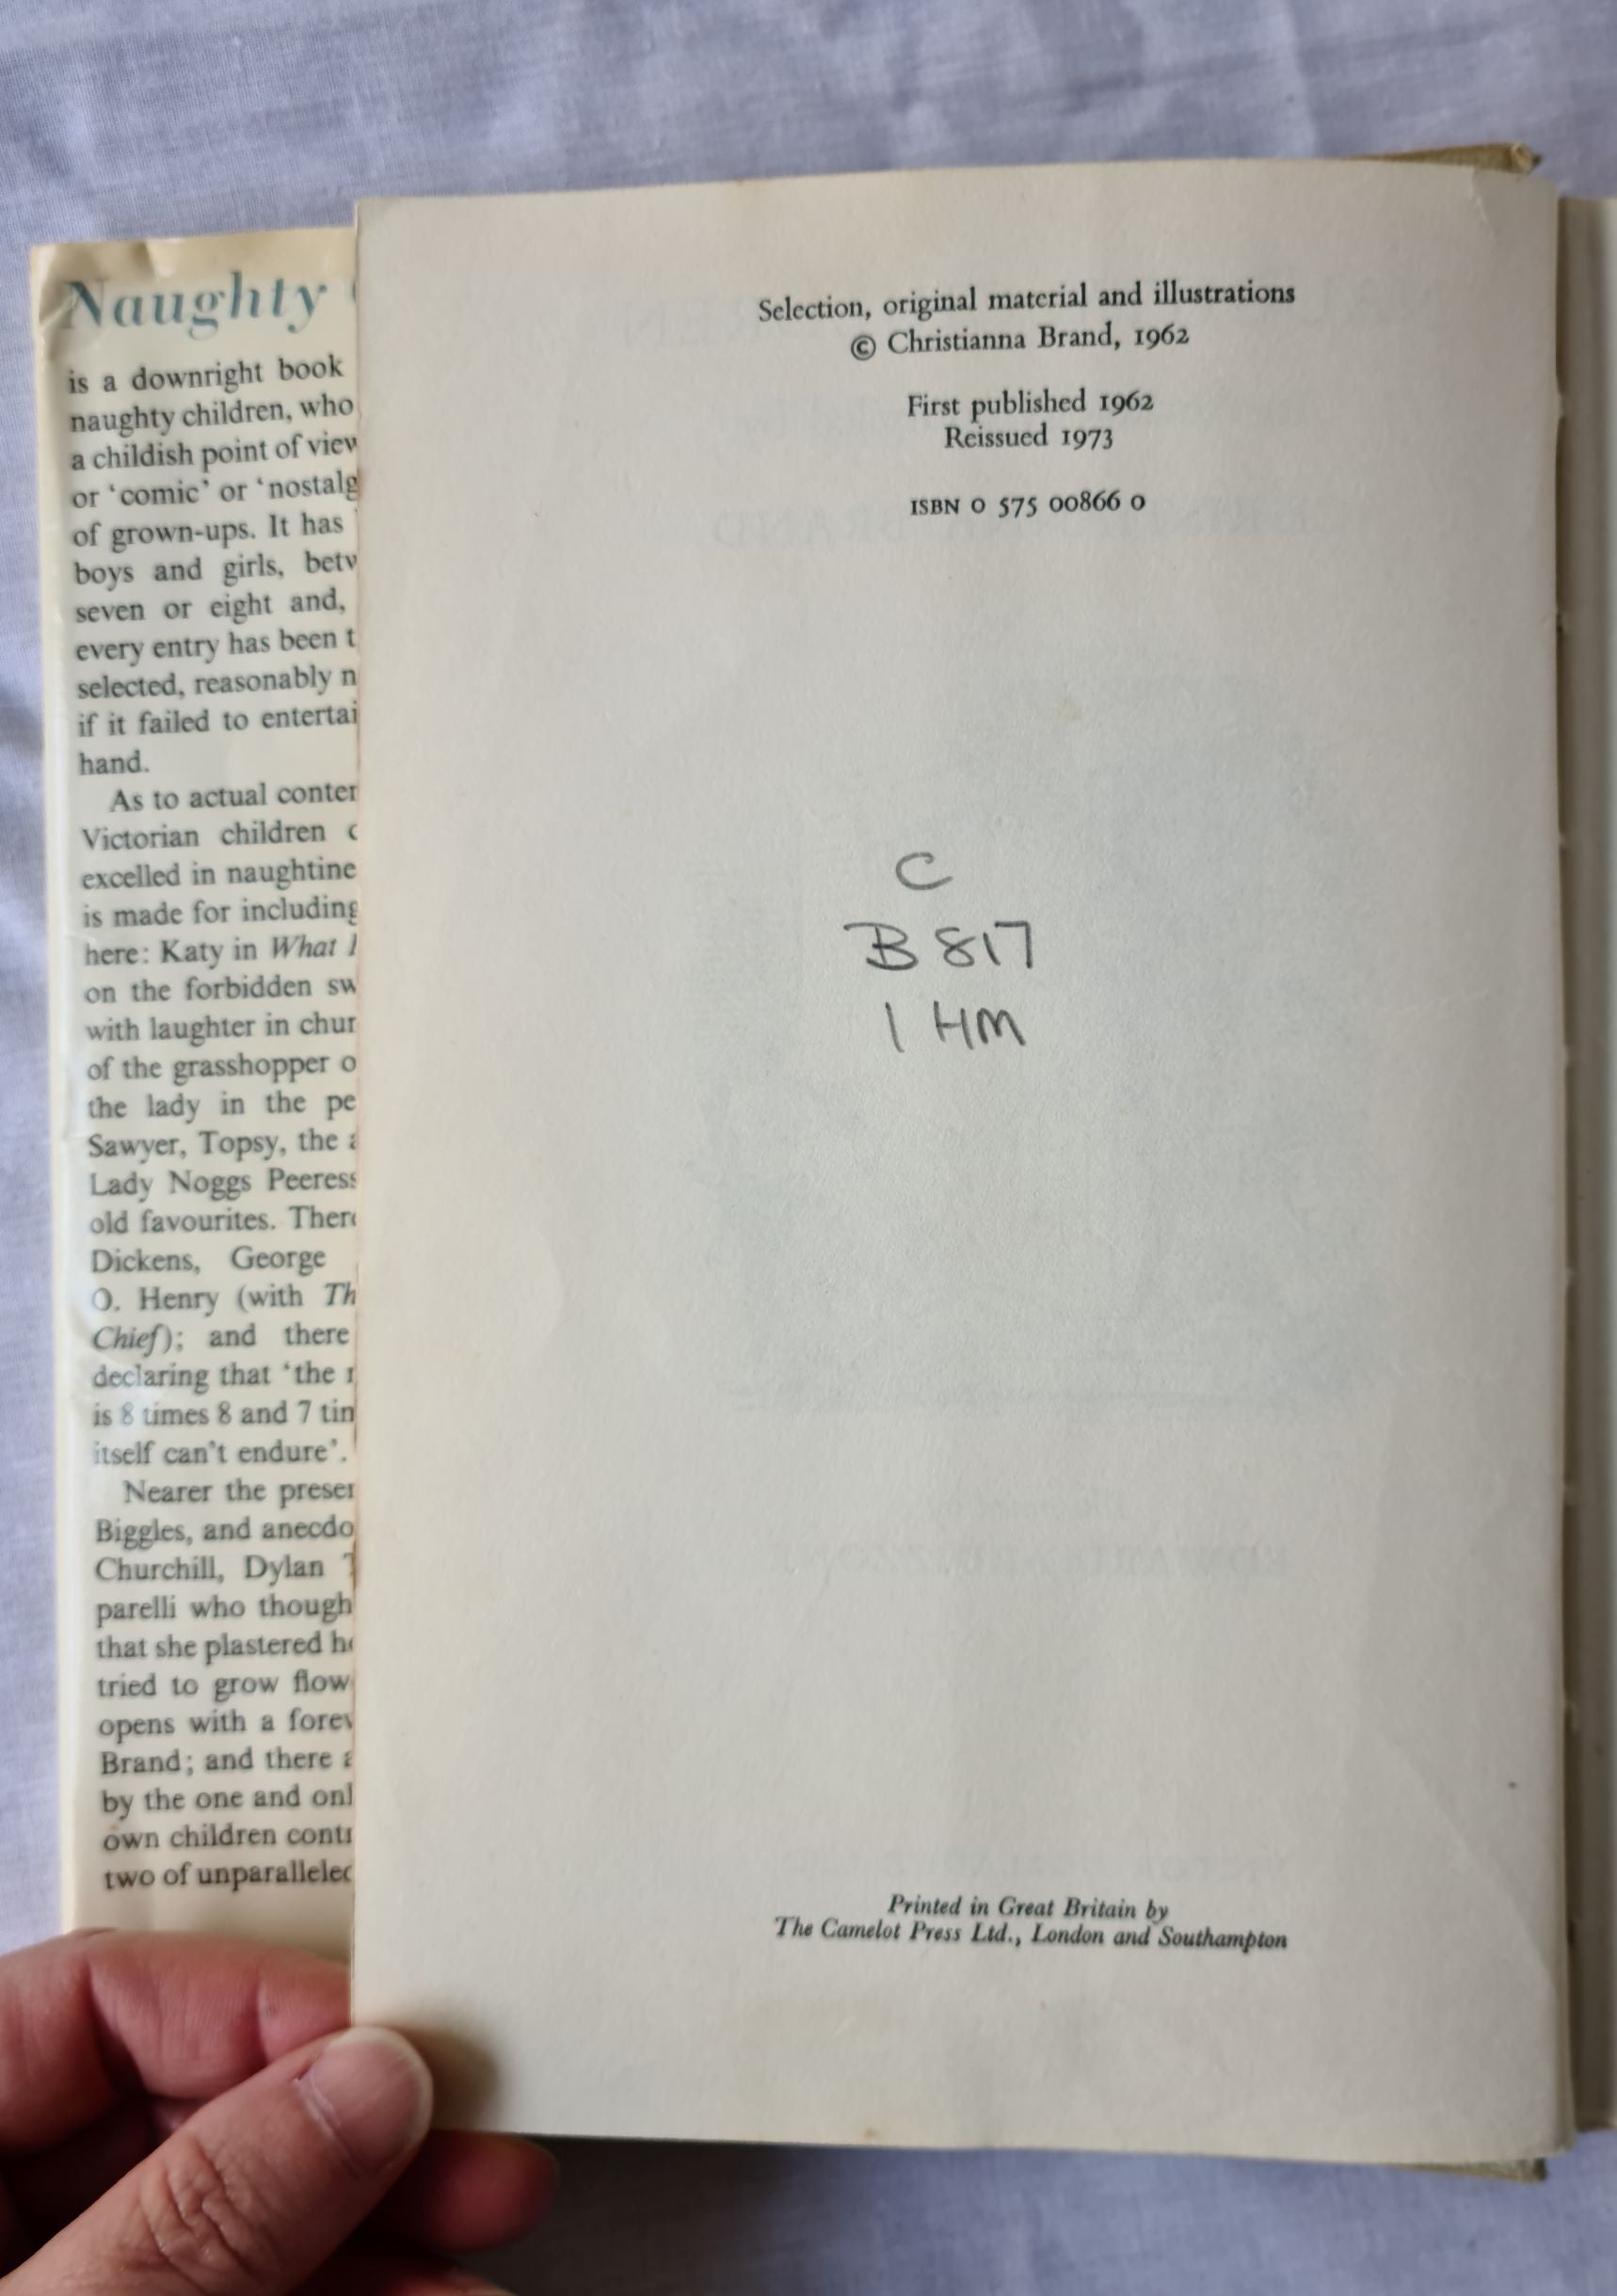 Naughty
is a downright book
naughty children, who
a childish point of view
or ‘comic’ or ‘nostalg
of grown-ups. It has
boys and girls, betw
seven or eight and,
every entry has been t
selected, reasonably n
if it failed to entertai
hand.
As to actual conten
Victorian children
excelled in naughtine
is made for including
here: Katy in What
on the forbidden sw
with laughter in chur
of the grasshopper o
the lady in the pe
Sawyer, Topsy, the
Lady Noggs Peeress
old favourites. There
Dickens, George
O. Henry (with Th
Chief); and there
declaring that ‘the
is 8 times 8 and 7 tim
itself can’t endure’.
Nearer the presen
Biggles, and anecdo
Churchill, Dylan
parelli who though
that she plastered he
tried to grow flow
opens with a forew
Brand; and there a
by the one and onl
own children contr
two of unparalleled
Selection, original material and illustrations
© Christianna Brand, 1962
First published 1962
Reissued 1973
ISBN 0 575 00866 0
C
B 817
1 HM
Printed in Great Britain by
The Camelot Press Ltd., London and Southampton